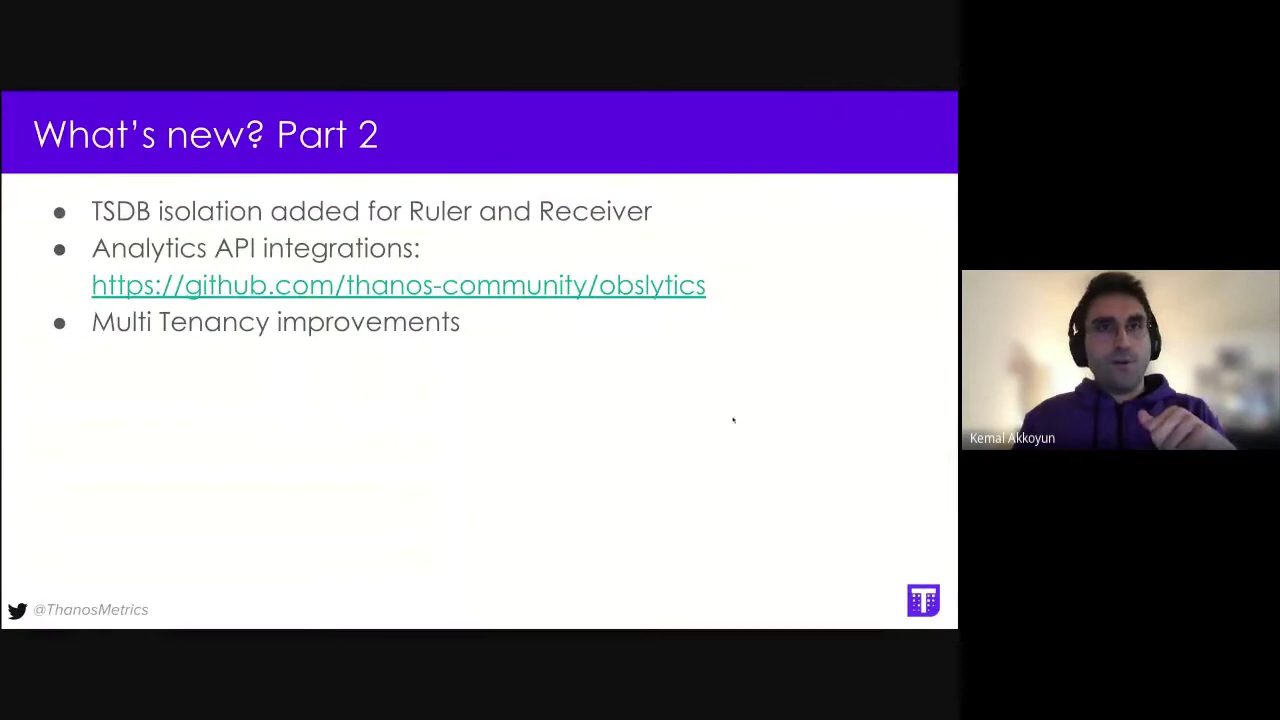 What's new? Part 2
● TSDB isolation added for Ruler and Receiver
● Analytics API integrations:
https://github.com/thanos-community/obslytics
● Multi Tenancy improvements
Kemal Akkoyun
@ThanosMetrics
T